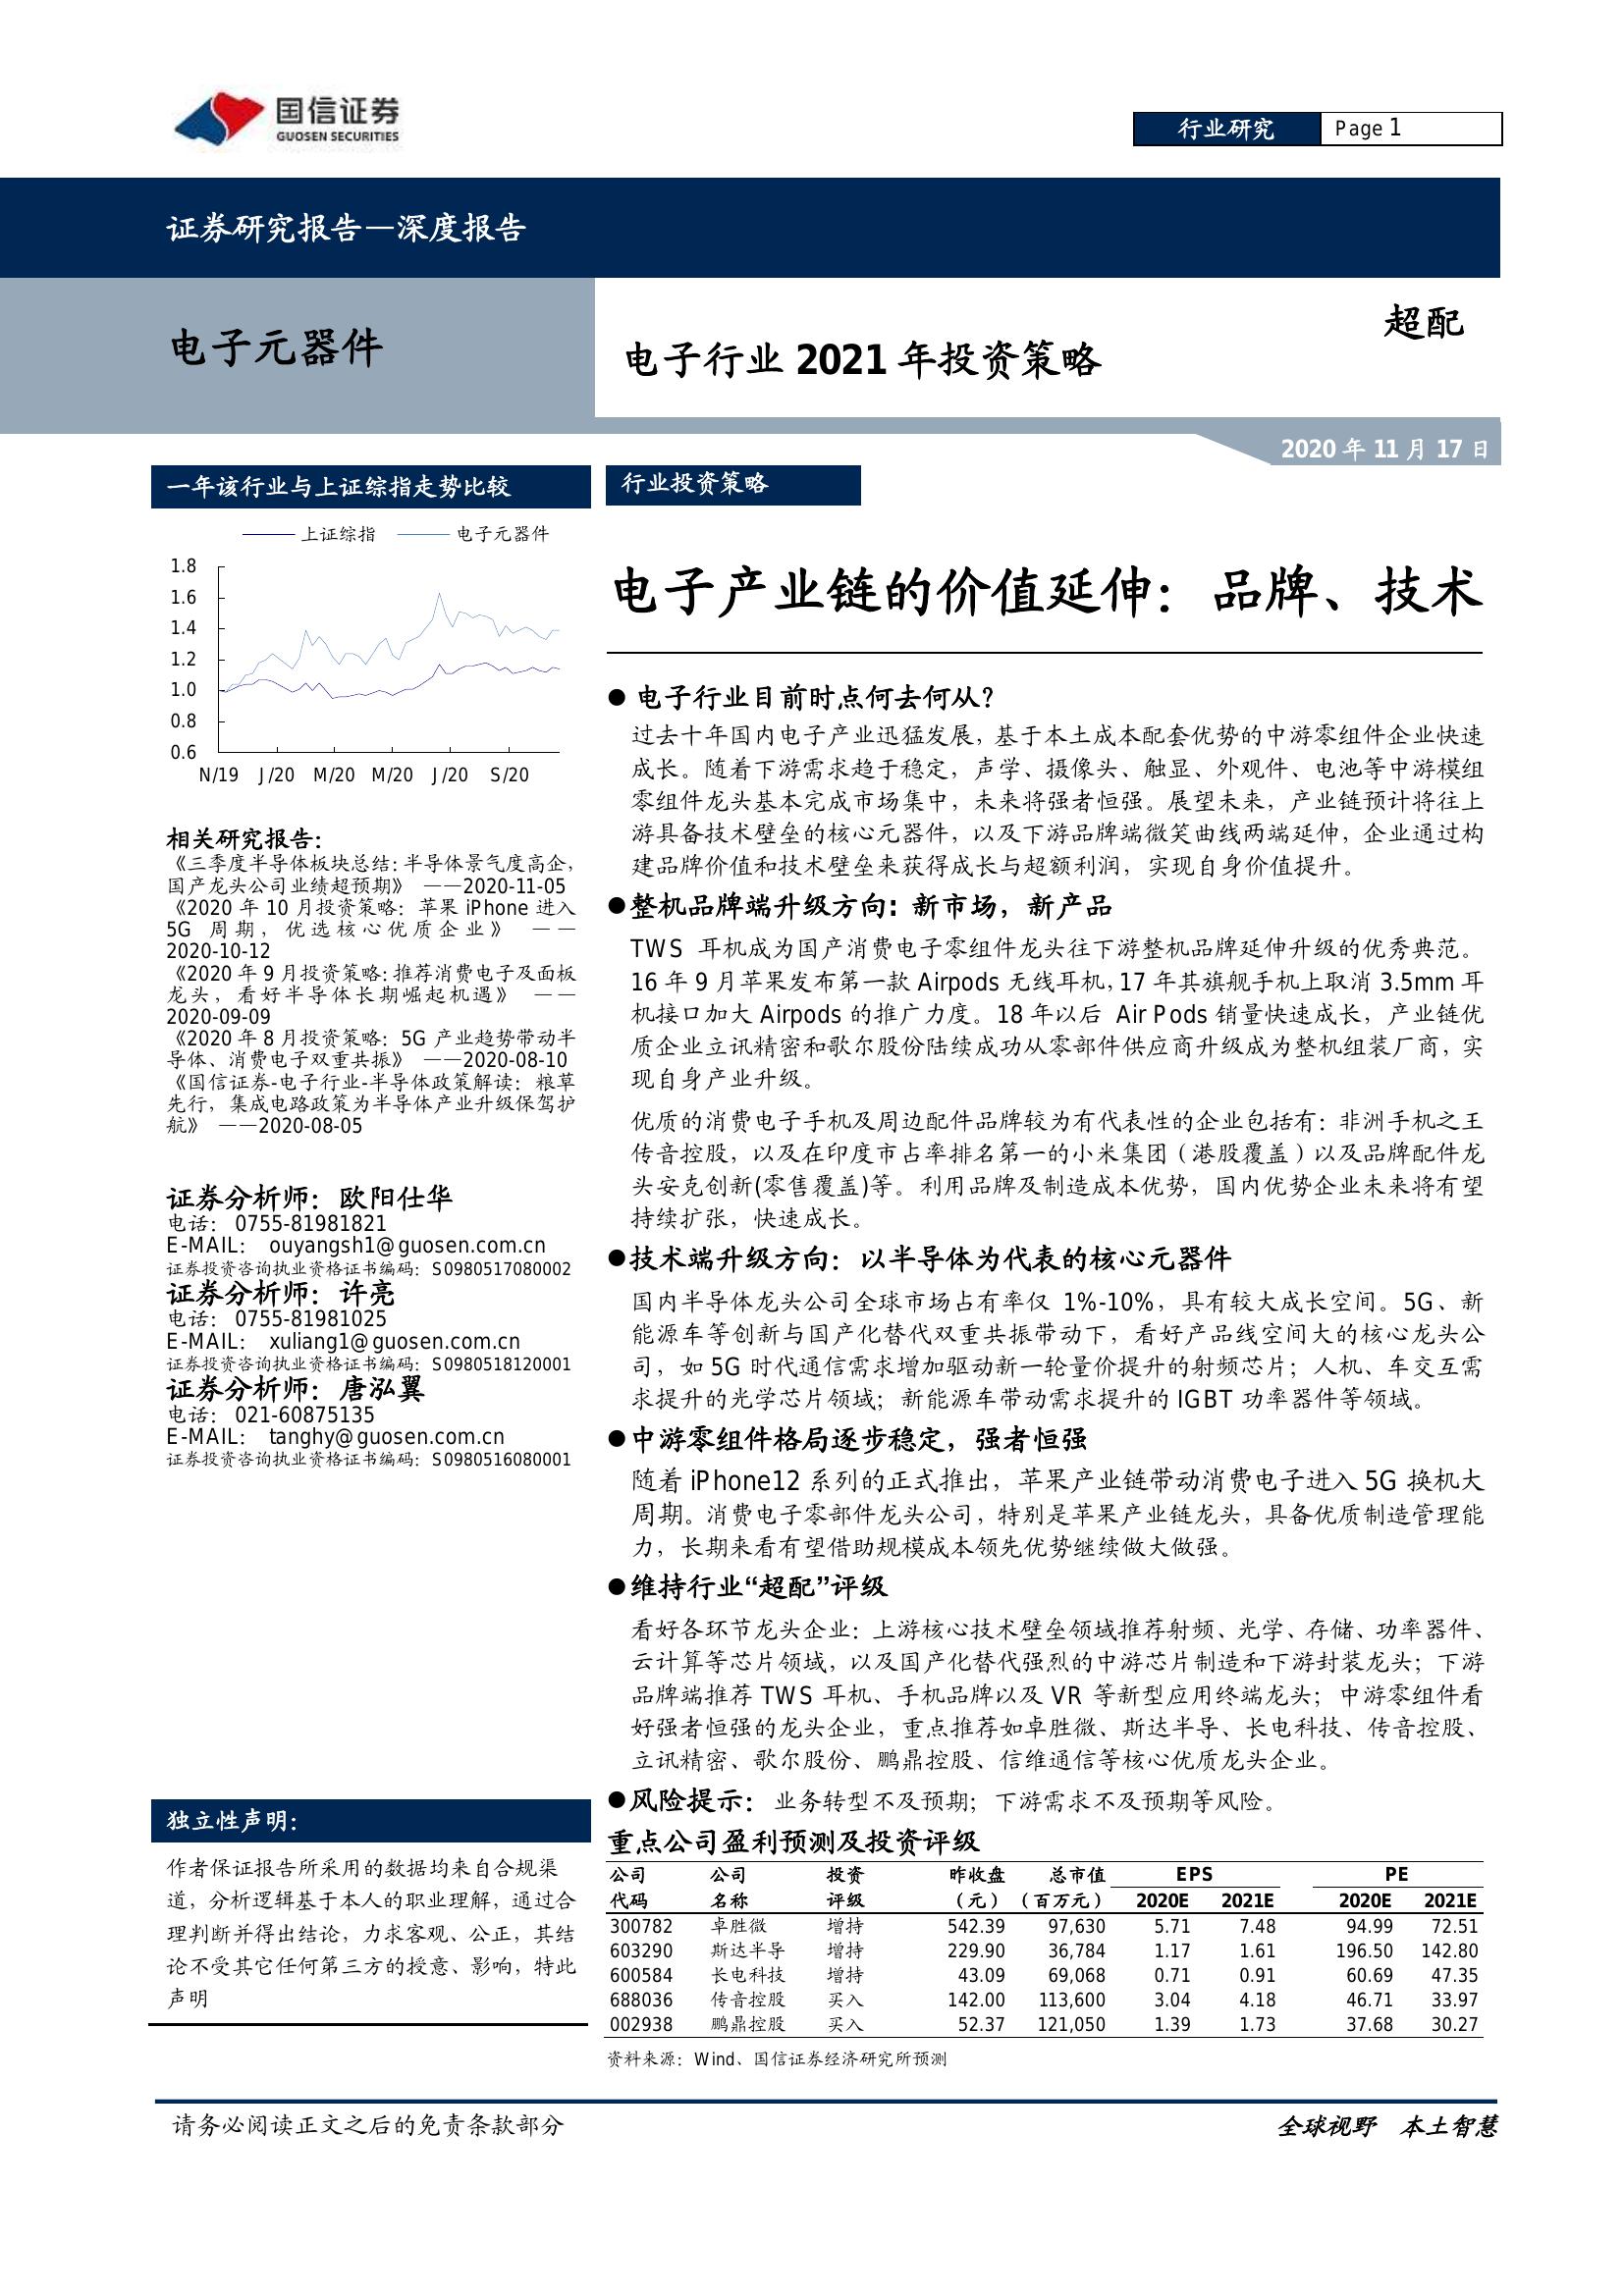 国信证券
GUOSEN SECURITIES
行业研究
Page 1
证券研究报告—深度报告
电子元器件
电子行业 2021 年投资策略
超配
2020 年 11 月 17 日
一年该行业与上证综指走势比较
上证综指 电子元器件
1.8
1.6
1.4
1.2
1.0
0.8
0.6
N/19 J/20 M/20 M/20 J/20 S/20
相关研究报告:
《三季度半导体板块总结:半导体景气度高企,
国产龙头公司业绩超预期》 ——2020-11-05
《2020 年 10 月投资策略: 苹果 iPhone 进入
5G 周期, 优选核心优质企业》 ——
2020-10-12
《2020 年 9 月投资策略:推荐消费电子及面板
龙头, 看好半导体长期崛起机遇》 ——
2020-09-09
《2020 年 8 月投资策略: 5G 产业趋势带动半
导体、消费电子双重共振》 ——2020-08-10
《国信证券-电子行业-半导体政策解读: 粮草
先行, 集成电路政策为半导体产业升级保驾护
航》 ——2020-08-05
证券分析师: 欧阳仕华
电话: 0755-81981821
E-MAIL: ouyangsh1@guosen.com.cn
证券投资咨询执业资格证书编码: S0980517080002
证券分析师: 许亮
电话: 0755-81981025
E-MAIL: xuliang1@guosen.com.cn
证券投资咨询执业资格证书编码: S0980518120001
证券分析师: 唐泓翼
电话: 021-60875135
E-MAIL: tanghy@guosen.com.cn
证券投资咨询执业资格证书编码: S0980516080001
独立性声明:
作者保证报告所采用的数据均来自合规渠
道, 分析逻辑基于本人的职业理解, 通过合
理判断并得出结论, 力求客观、公正, 其结
论不受其它任何第三方的授意、影响, 特此
声明
行业投资策略
电子产业链的价值延伸: 品牌、技术
● 电子行业目前时点何去何从?
过去十年国内电子产业迅猛发展, 基于本土成本配套优势的中游零组件企业快速
成长。随着下游需求趋于稳定, 声学、摄像头、触显、外观件、电池等中游模组
零组件龙头基本完成市场集中, 未来将强者恒强。展望未来, 产业链预计将往上
游具备技术壁垒的核心元器件, 以及下游品牌端微笑曲线两端延伸, 企业通过构
建品牌价值和技术壁垒来获得成长与超额利润, 实现自身价值提升。
●整机品牌端升级方向: 新市场, 新产品
TWS 耳机成为国产消费电子零组件龙头往下游整机品牌延伸升级的优秀典范。
16 年 9 月苹果发布第一款 Airpods 无线耳机, 17 年其旗舰手机上取消 3.5mm 耳
机接口加大 Airpods 的推广力度。18 年以后 Air Pods 销量快速成长, 产业链优
质企业立讯精密和歌尔股份陆续成功从零部件供应商升级成为整机组装厂商, 实
现自身产业升级。
优质的消费电子手机及周边配件品牌较为有代表性的企业包括有: 非洲手机之王
传音控股, 以及在印度市占率排名第一的小米集团（港股覆盖）以及品牌配件龙
头安克创新(零售覆盖)等。利用品牌及制造成本优势, 国内优势企业未来将有望
持续扩张, 快速成长。
●技术端升级方向: 以半导体为代表的核心元器件
国内半导体龙头公司全球市场占有率仅 1%-10%, 具有较大成长空间。5G、新
能源车等创新与国产化替代双重共振带动下, 看好产品线空间大的核心龙头公
司, 如 5G 时代通信需求增加驱动新一轮量价提升的射频芯片; 人机、车交互需
求提升的光学芯片领域; 新能源车带动需求提升的 IGBT 功率器件等领域。
●中游零组件格局逐步稳定, 强者恒强
随着 iPhone12 系列的正式推出, 苹果产业链带动消费电子进入 5G 换机大
周期。消费电子零部件龙头公司, 特别是苹果产业链龙头, 具备优质制造管理能
力, 长期来看有望借助规模成本领先优势继续做大做强。
●维持行业“超配”评级
看好各环节龙头企业: 上游核心技术壁垒领域推荐射频、光学、存储、功率器件、
云计算等芯片领域, 以及国产化替代强烈的中游芯片制造和下游封装龙头; 下游
品牌端推荐 TWS 耳机、手机品牌以及 VR 等新型应用终端龙头; 中游零组件看
好强者恒强的龙头企业, 重点推荐如卓胜微、斯达半导、长电科技、传音控股、
立讯精密、歌尔股份、鹏鼎控股、信维通信等核心优质龙头企业。
●风险提示: 业务转型不及预期; 下游需求不及预期等风险。
重点公司盈利预测及投资评级
公司 公司 投资 昨收盘 总市值 EPS PE
代码 名称 评级 (元) (百万元) 2020E 2021E 2020E 2021E
300782 卓胜微 增持 542.39 97,630 5.71 7.48 94.99 72.51
603290 斯达半导 增持 229.90 36,784 1.17 1.61 196.50 142.80
600584 长电科技 增持 43.09 69,068 0.71 0.91 60.69 47.35
688036 传音控股 买入 142.00 113,600 3.04 4.18 46.71 33.97
002938 鹏鼎控股 买入 52.37 121,050 1.39 1.73 37.68 30.27
资料来源: Wind、国信证券经济研究所预测
请务必阅读正文之后的免责条款部分
全球视野 本土智慧